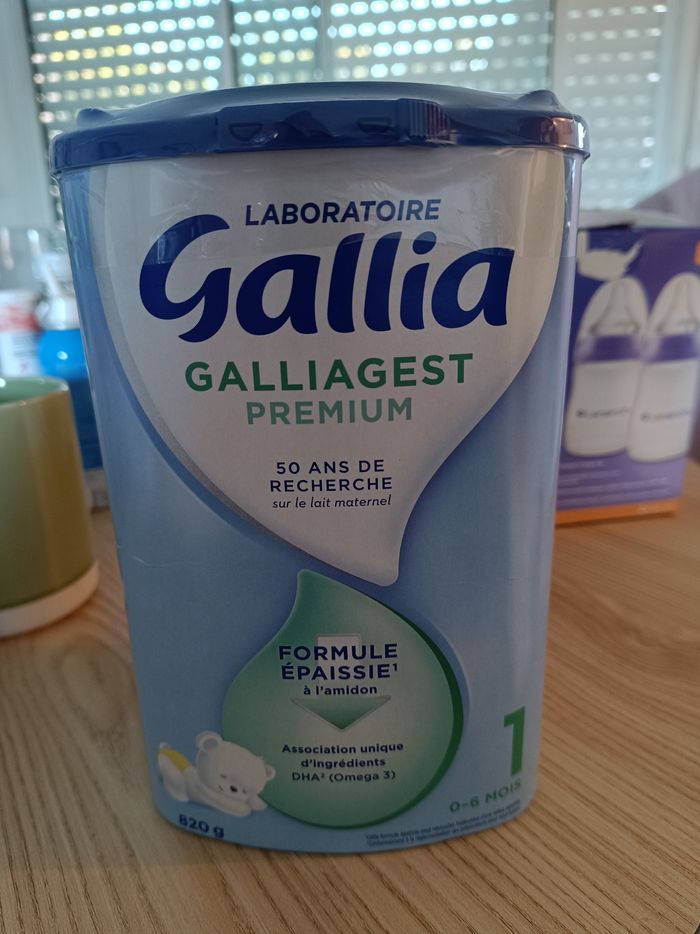 LABORATOIRE
Gallia
GALLIAGEST
PREMIUM
50 ANS DE
RECHERCHE
sur le lait maternel
FORMULE
ÉPAISSIE¹
à l'amidon
Association unique
d'ingrédients
DHA² (Omega 3)
1
0-6 MOIS
820 g